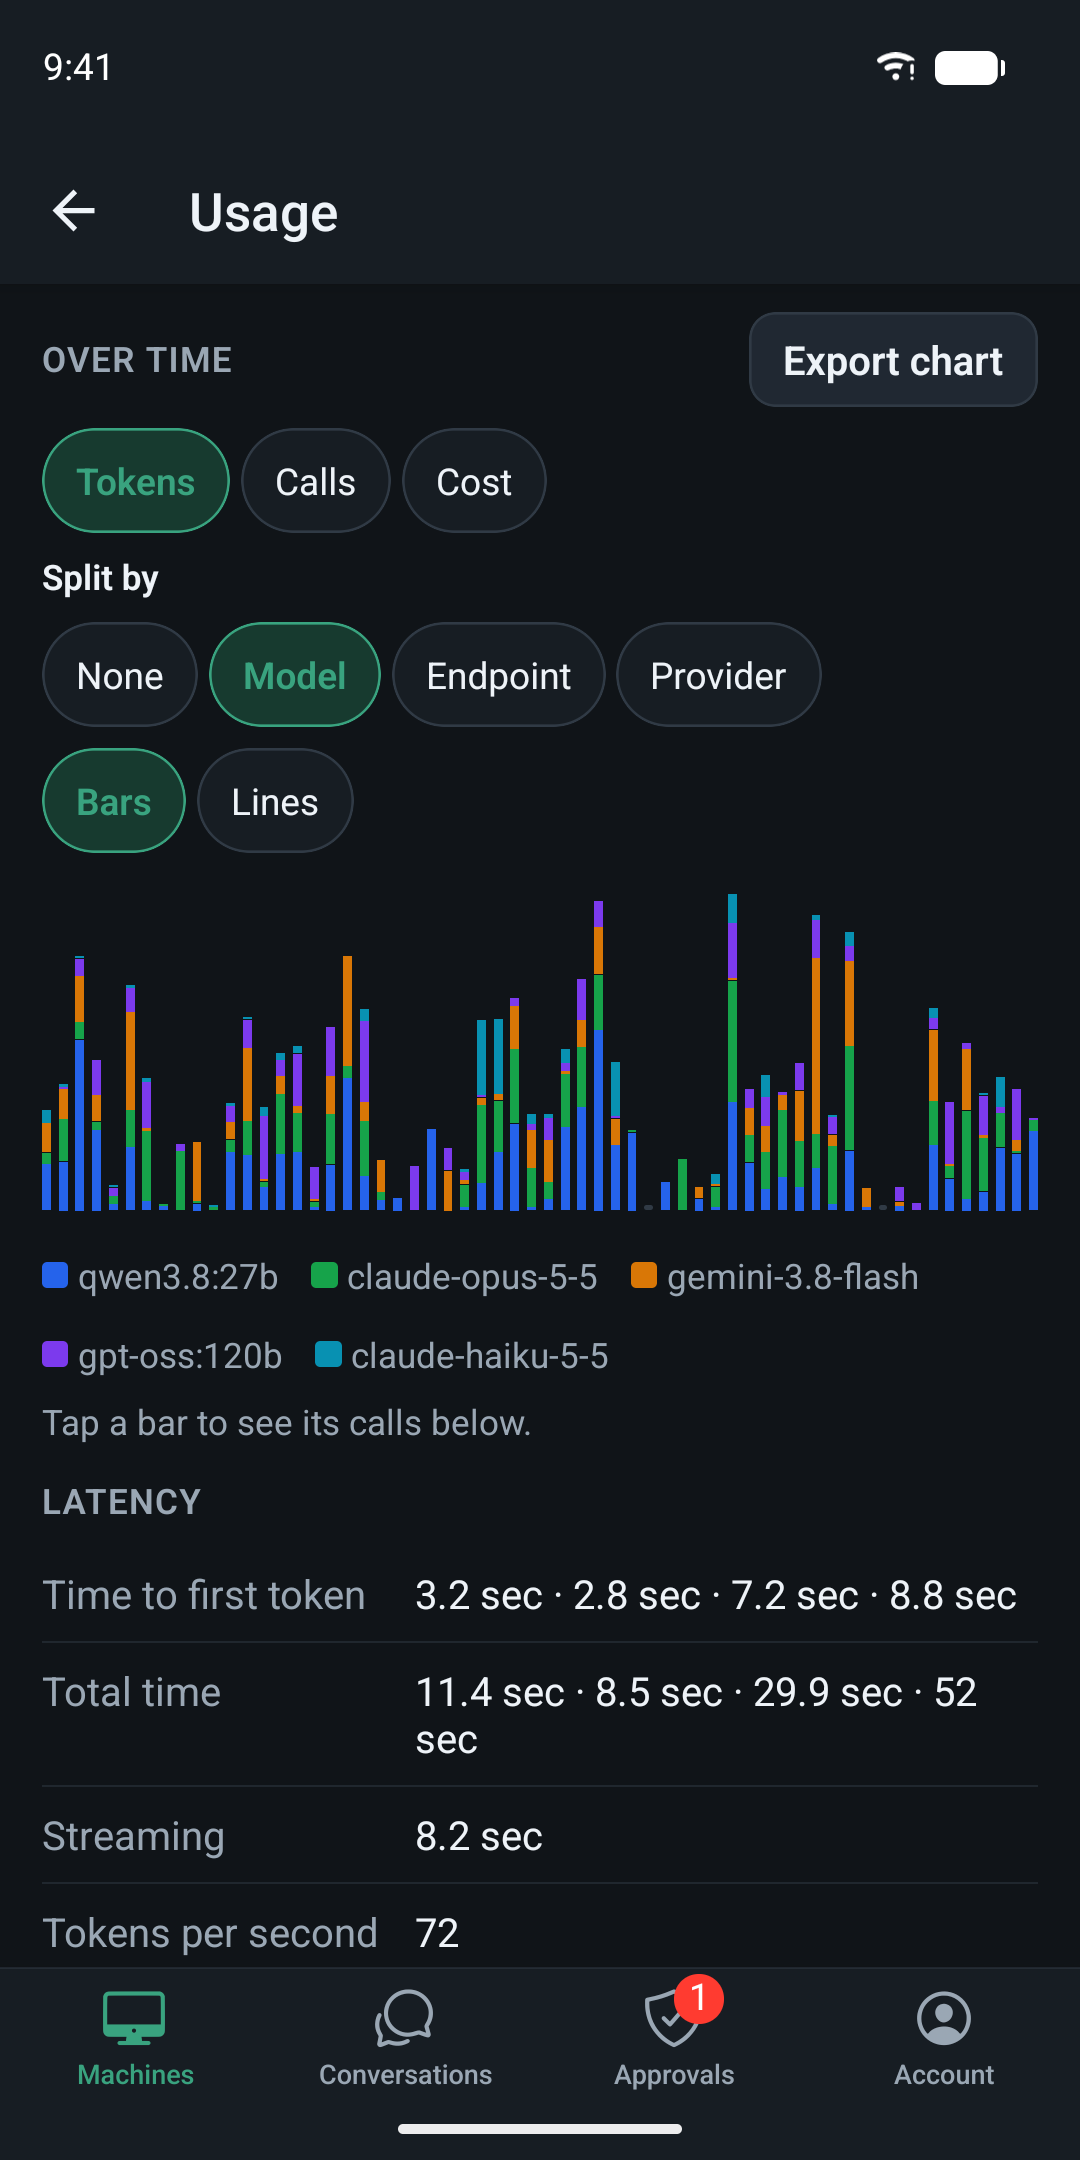 9:41
Usage
OVER TIME
Export chart
Tokens
Calls
Cost
Split by
None
Model
Endpoint
Provider
Bars
Lines
qwen3.8:27b
claude-opus-5-5
gemini-3.8-flash
gpt-oss:120b
claude-haiku-5-5
Tap a bar to see its calls below.
LATENCY
Time to first token
3.2 sec · 2.8 sec · 7.2 sec · 8.8 sec
Total time
11.4 sec · 8.5 sec · 29.9 sec · 52
sec
Streaming
8.2 sec
Tokens per second
72
1
Machines
Conversations
Approvals
Account